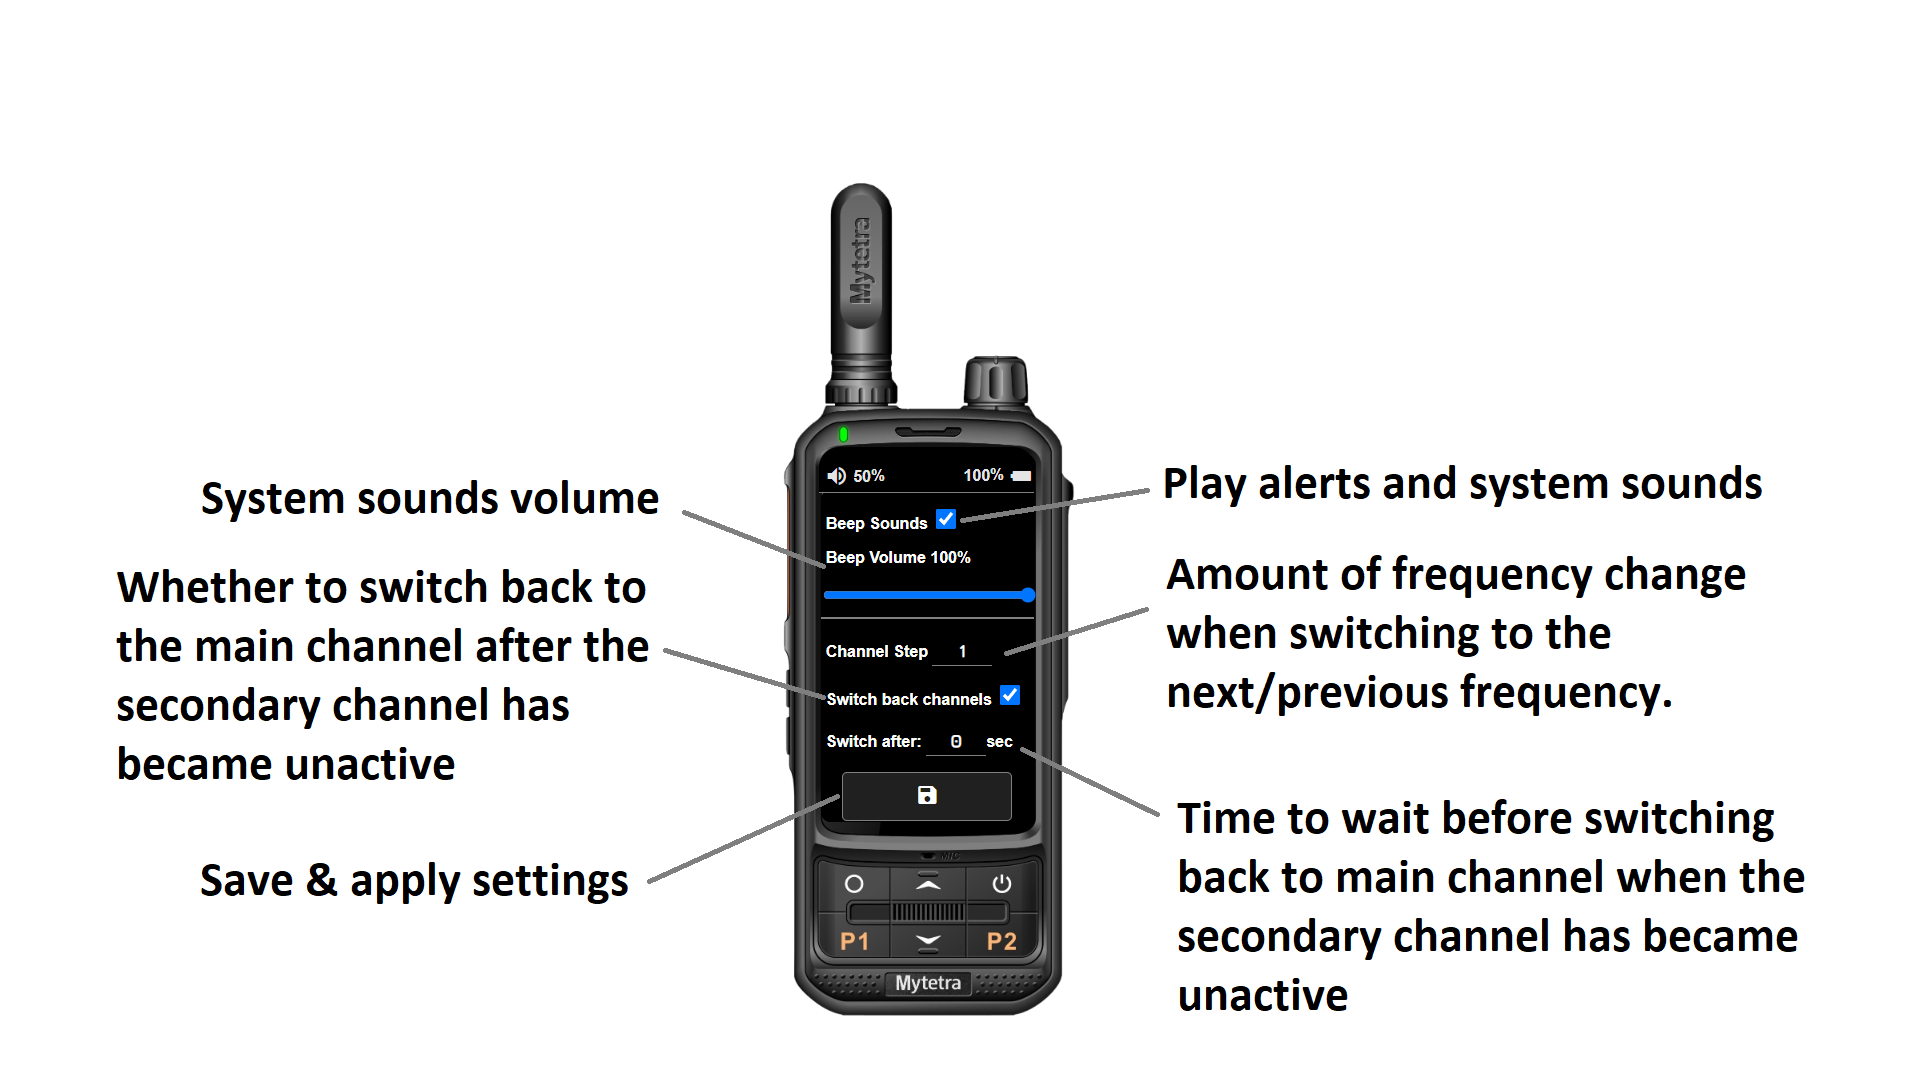 Mytetra
50% 100%
Beep Sounds
Beep Volume 100%
Channel Step 1
Switch back channels
Switch after: 0 sec
MIC
P1 P2
Mytetra
System sounds volume
Whether to switch back to
the main channel after the
secondary channel has
became unactive
Save & apply settings
Play alerts and system sounds
Amount of frequency change
when switching to the
next/previous frequency.
Time to wait before switching
back to main channel when the
secondary channel has became
unactive